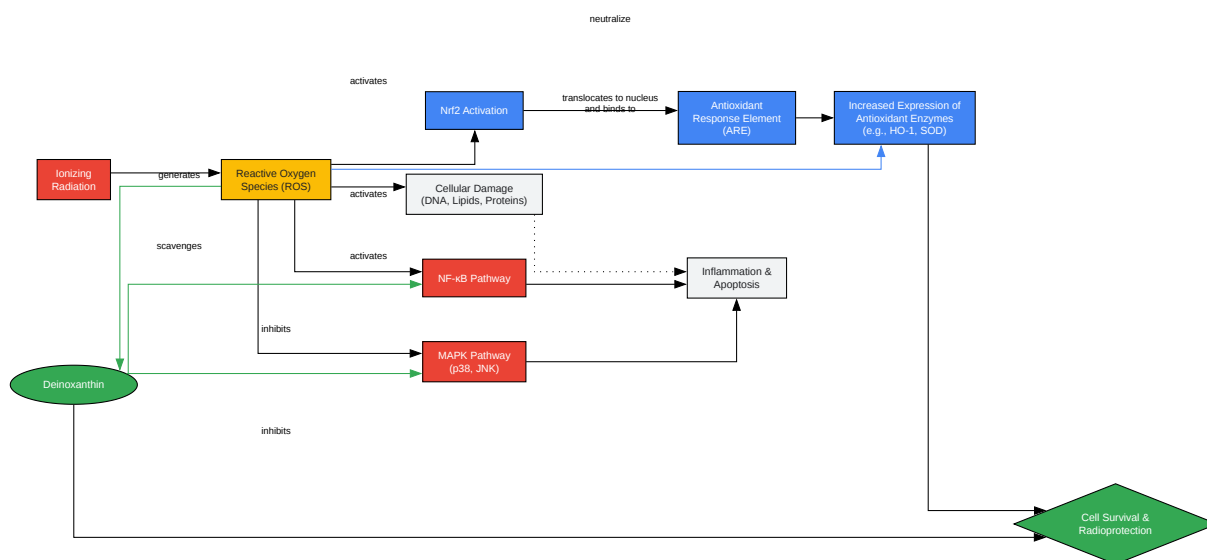 neutralize
activates
Nrf2 Activation
translocates to nucleus
and binds to
Antioxidant
Response Element
(ARE)
Increased Expression of
Antioxidant Enzymes
(e.g., HO-1, SOD)
Ionizing
Radiation
generates
Reactive Oxygen
Species (ROS)
activates
Cellular Damage
(DNA, Lipids, Proteins)
scavenges
activates
NF-κB Pathway
Inflammation &
Apoptosis
inhibits
MAPK Pathway
(p38, JNK)
Deinoxanthin
inhibits
Cell Survival &
Radioprotection